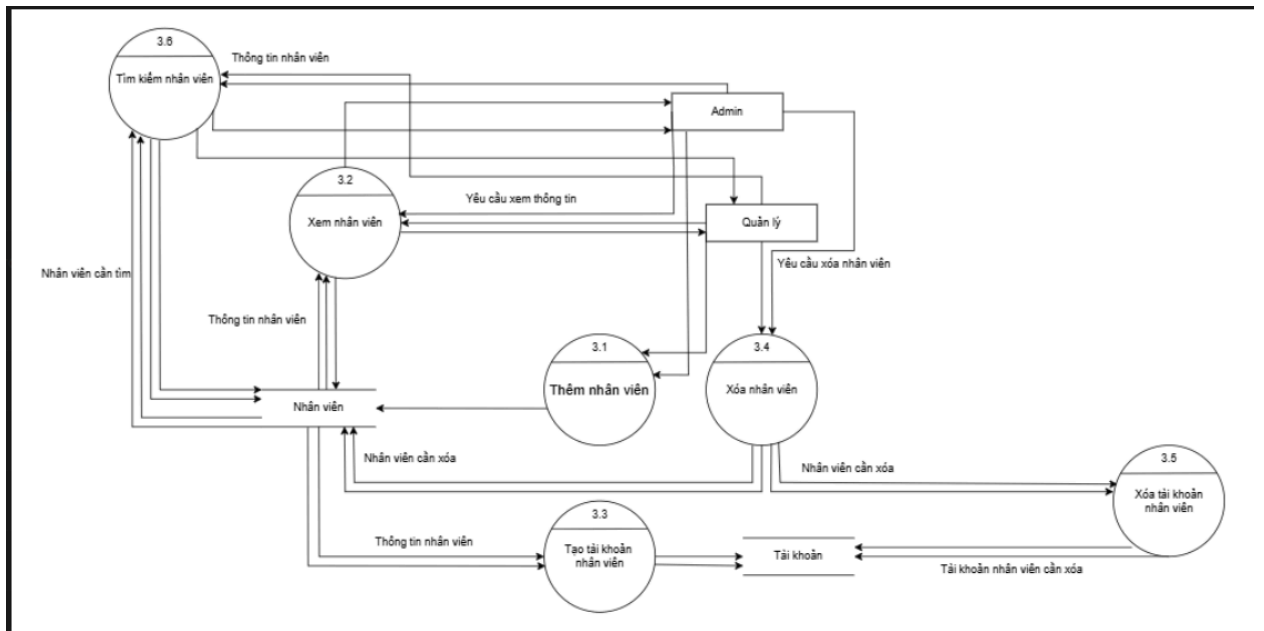 3.6
Tìm kiếm nhân viên
Thông tin nhân viên
Admin
3.2
Xem nhân viên
Yêu cầu xem thông tin
Quản lý
Yêu cầu xóa nhân viên
Nhân viên cần tìm
Thông tin nhân viên
3.1
Thêm nhân viên
3.4
Xóa nhân viên
Nhân viên
Nhân viên cần xóa
Nhân viên cần xóa
3.5
Xóa tài khoản
nhân viên
3.3
Tạo tài khoản
nhân viên
Thông tin nhân viên
Tài khoản
Tài khoản nhân viên cần xóa